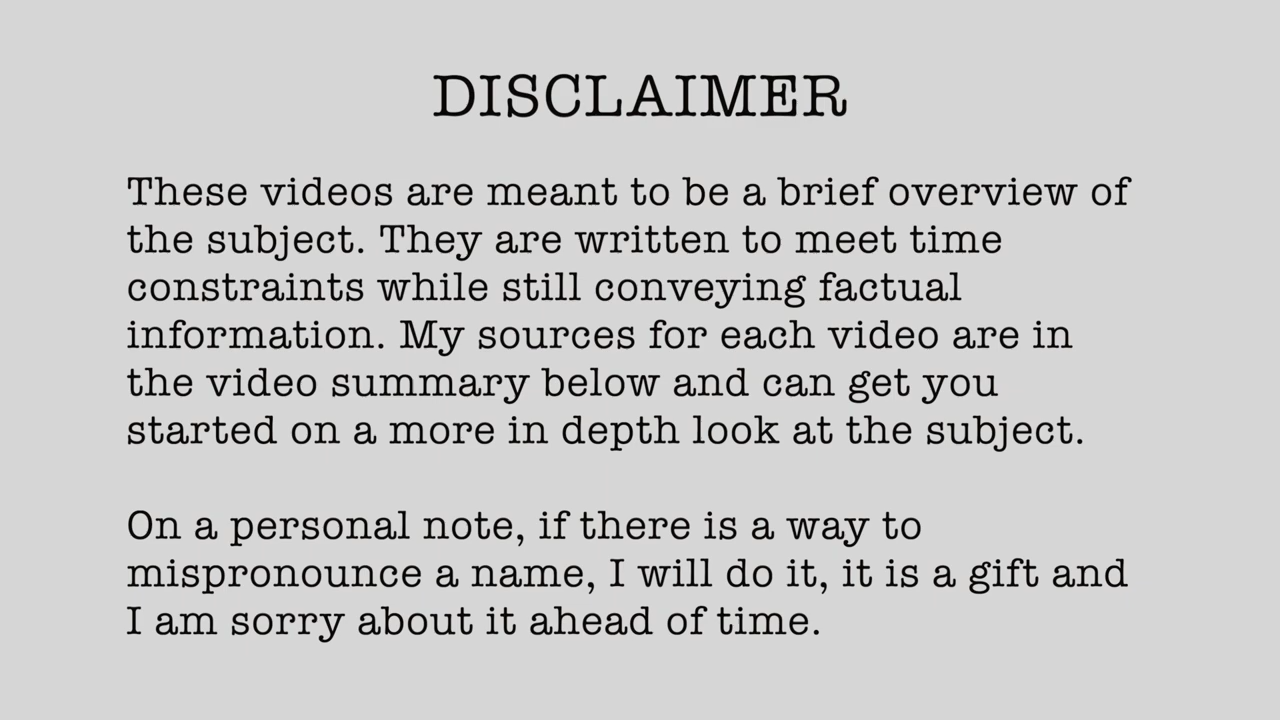 DISCLAIMER
These videos are meant to be a brief overview of
the subject. They are written to meet time
constraints while still conveying factual
information. My sources for each video are in
the video summary below and can get you
started on a more in depth look at the subject.
On a personal note, if there is a way to
mispronounce a name, I will do it, it is a gift and
I am sorry about it ahead of time.